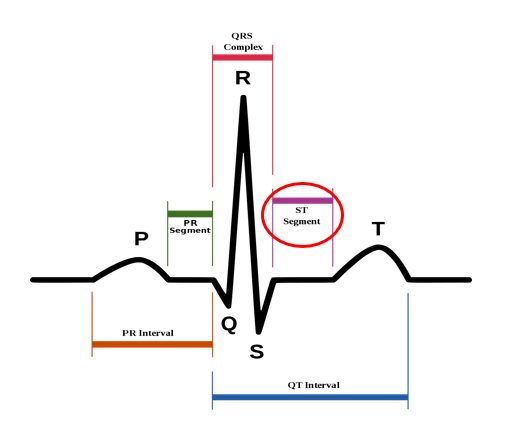 QRS
Complex
R
ST
Segment
PR
Segment
P
T
Q
S
PR Interval
QT Interval